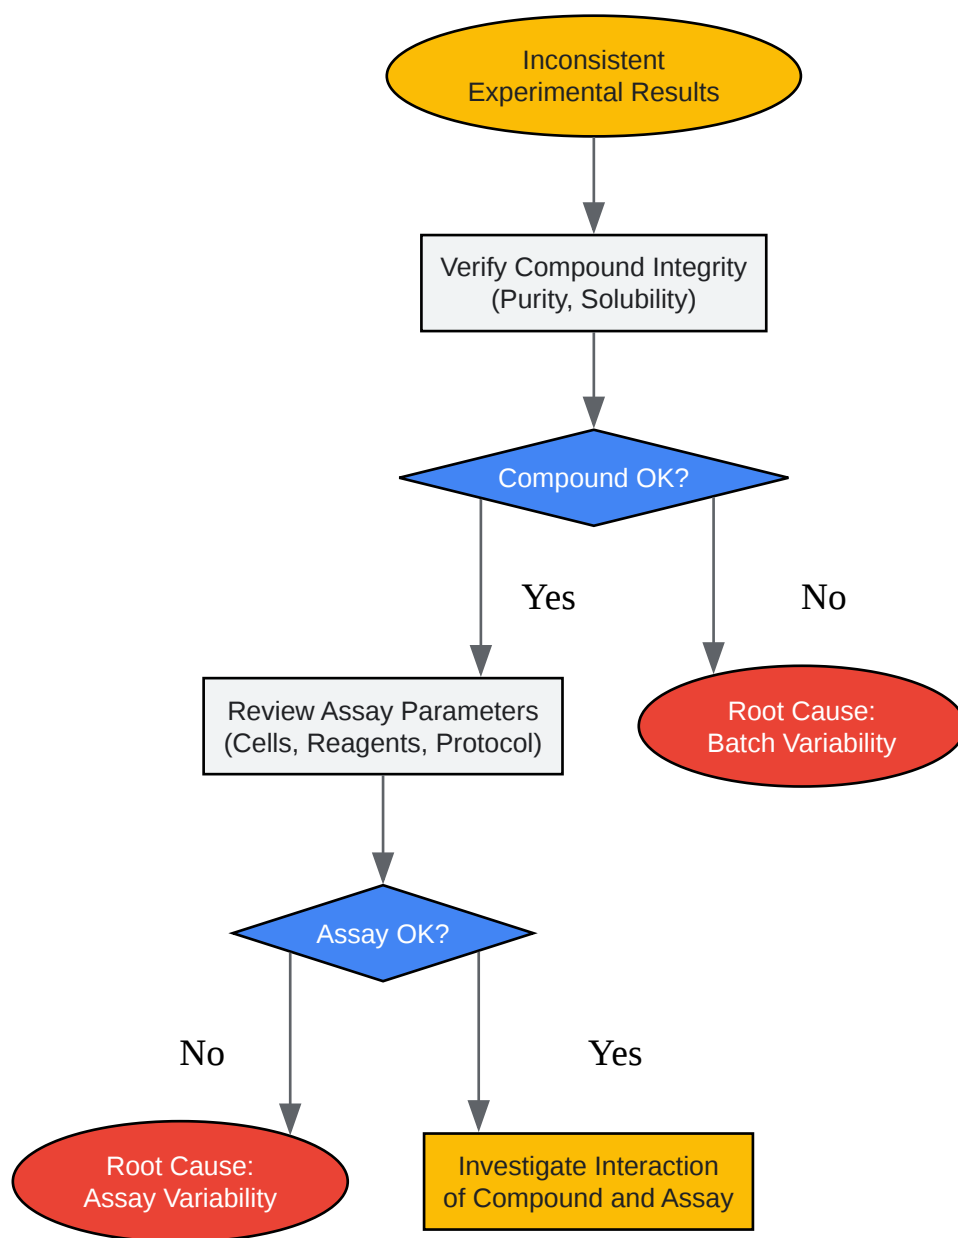 Inconsistent
Experimental Results
Verify Compound Integrity
(Purity, Solubility)
Compound OK?
Yes
No
Review Assay Parameters
(Cells, Reagents, Protocol)
Root Cause:
Batch Variability
Assay OK?
No
Yes
Root Cause:
Assay Variability
Investigate Interaction
of Compound and Assay